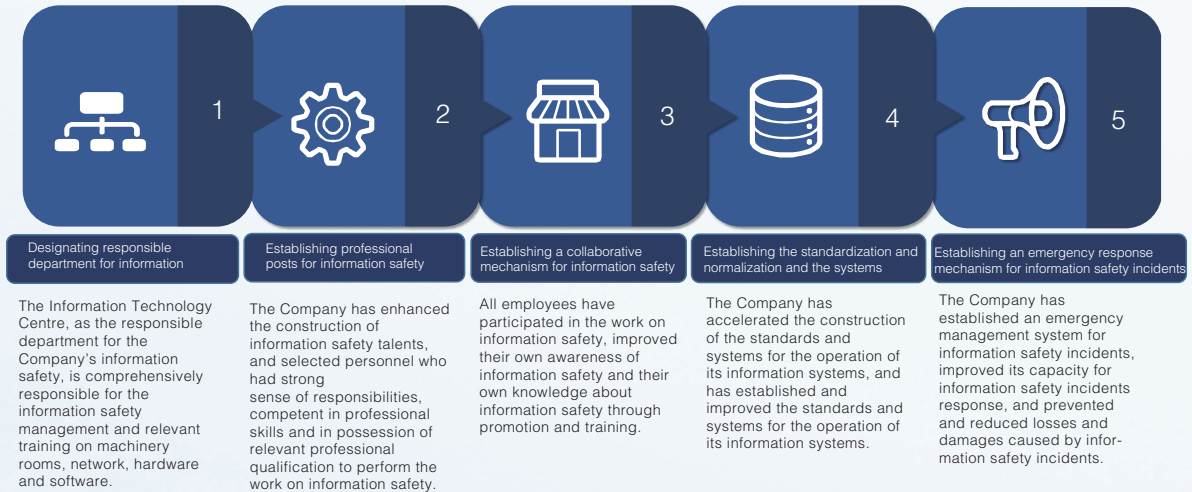 1
2
3
4
5
Designating responsible
department for information
The Information Technology
Centre, as the responsible
department for the
Company’s information
safety, is comprehensively
responsible for the
information safety
management and relevant
training on machinery
rooms, network, hardware
and software.
Establishing professional
posts for information safety
The Company has enhanced
the construction of
information safety talents,
and selected personnel who
had strong
sense of responsibilities,
competent in professional
skills and in possession of
relevant professional
qualification to perform the
work on information safety.
Establishing a collaborative
mechanism for information safety
All employees have
participated in the work on
information safety, improved
their own awareness of
information safety and their
own knowledge about
information safety through
promotion and training.
Establishing the standardization and
normalization and the systems
The Company has
accelerated the construction
of the standards and
systems for the operation of
its information systems, and
has established and
improved the standards and
systems for the operation of
its information systems.
Establishing an emergency response
mechanism for information safety incidents
The Company has
established an emergency
management system for
information safety incidents,
improved its capacity for
information safety incidents
response, and prevented
and reduced losses and
damages caused by infor-
mation safety incidents.